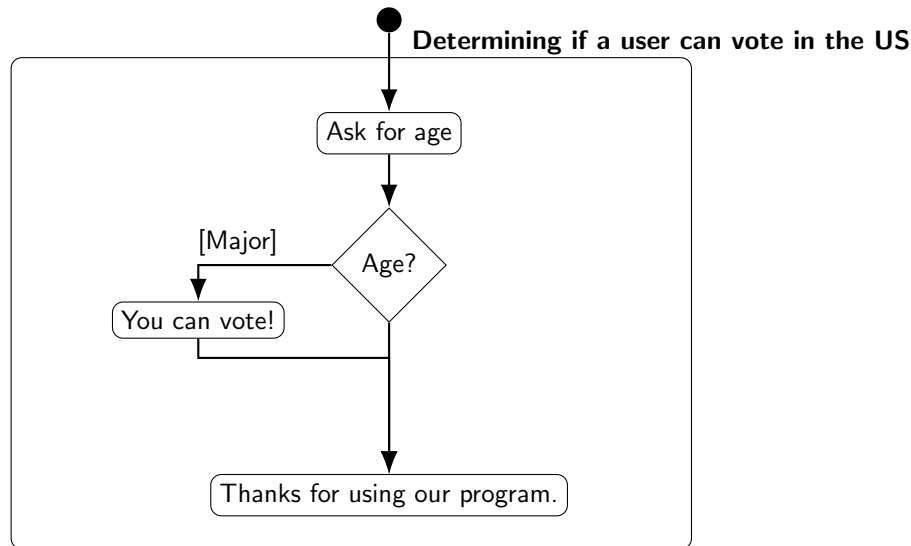 Determining if a user can vote in the US
Ask for age
Age?
[Major]
You can vote!
Thanks for using our program.